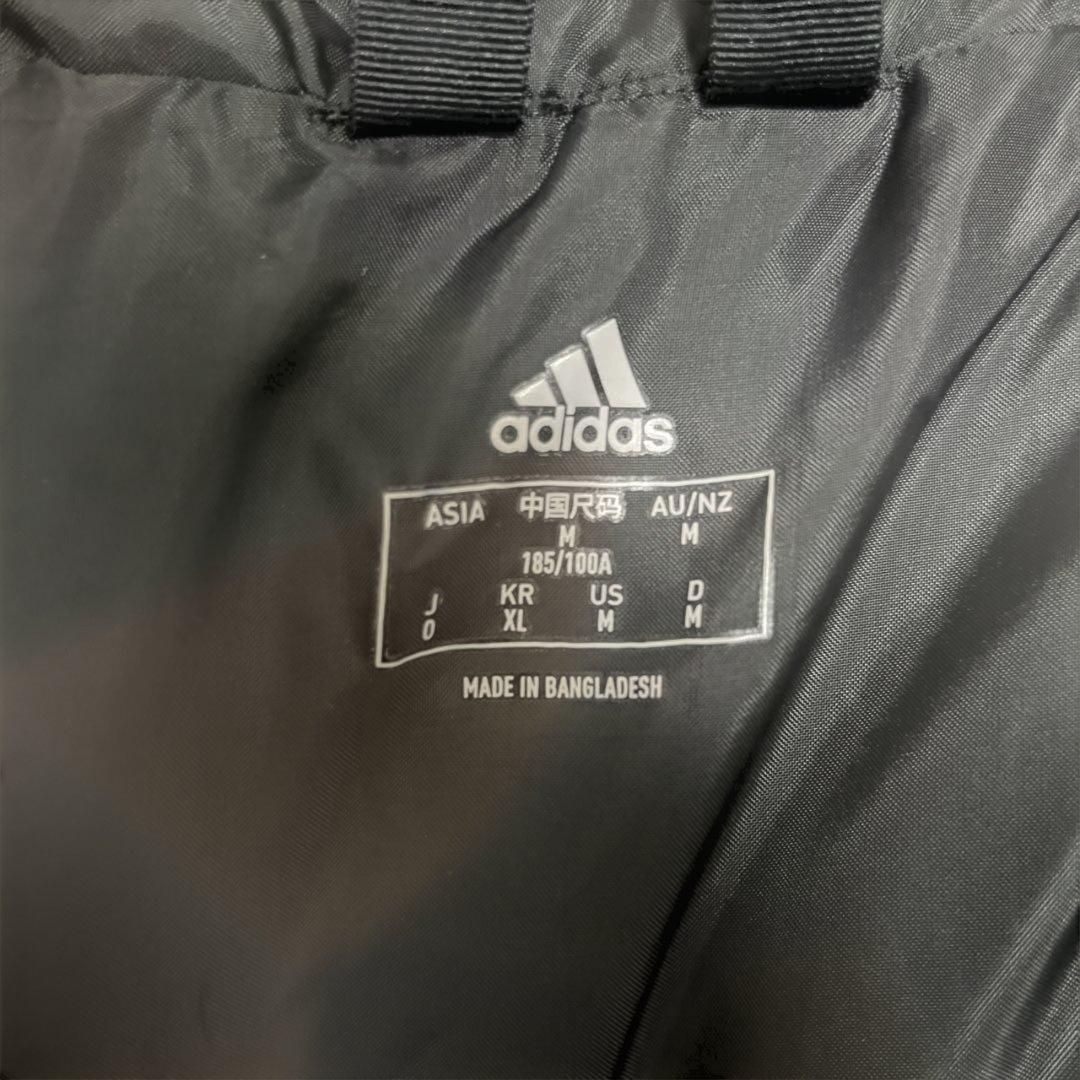 adidas
ASIA 中国尺码 AU/NZ
M M
185/100A
J KR US D
O XL M M
MADE IN BANGLADESH